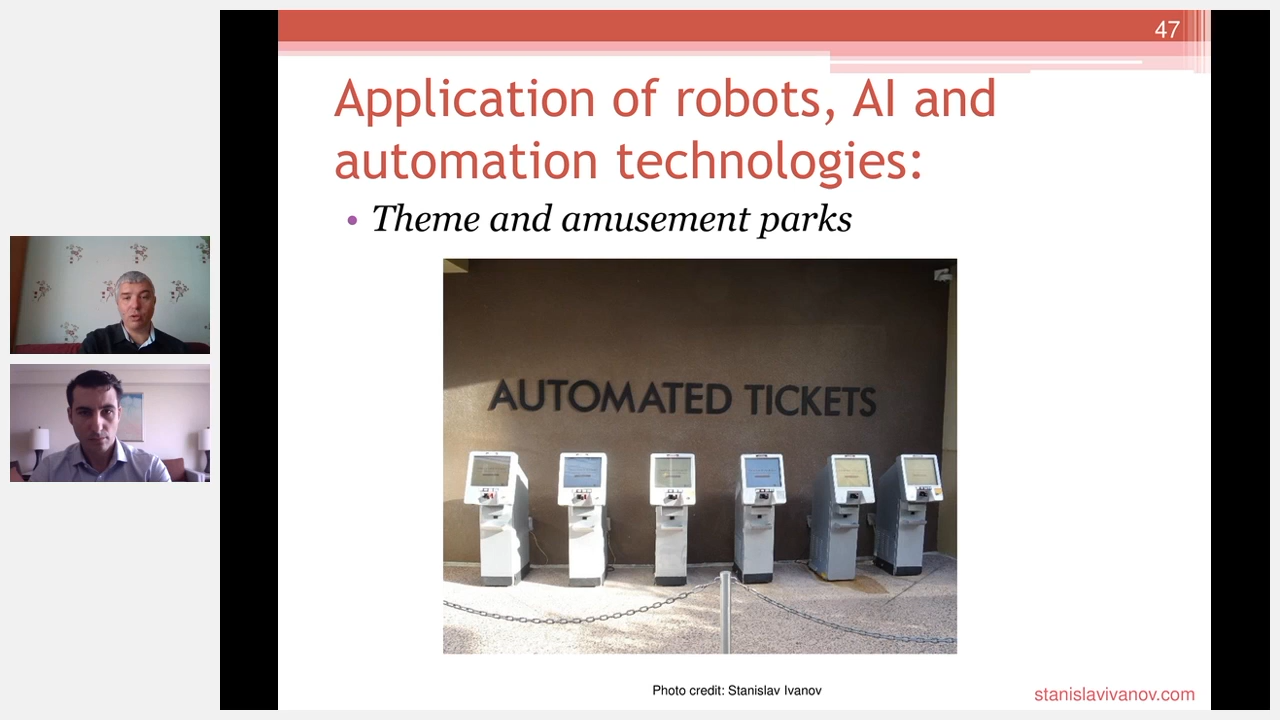 47
Application of robots, AI and
automation technologies:
• Theme and amusement parks
AUTOMATED TICKETS
Photo credit: Stanislav Ivanov
stanislavivanov.com